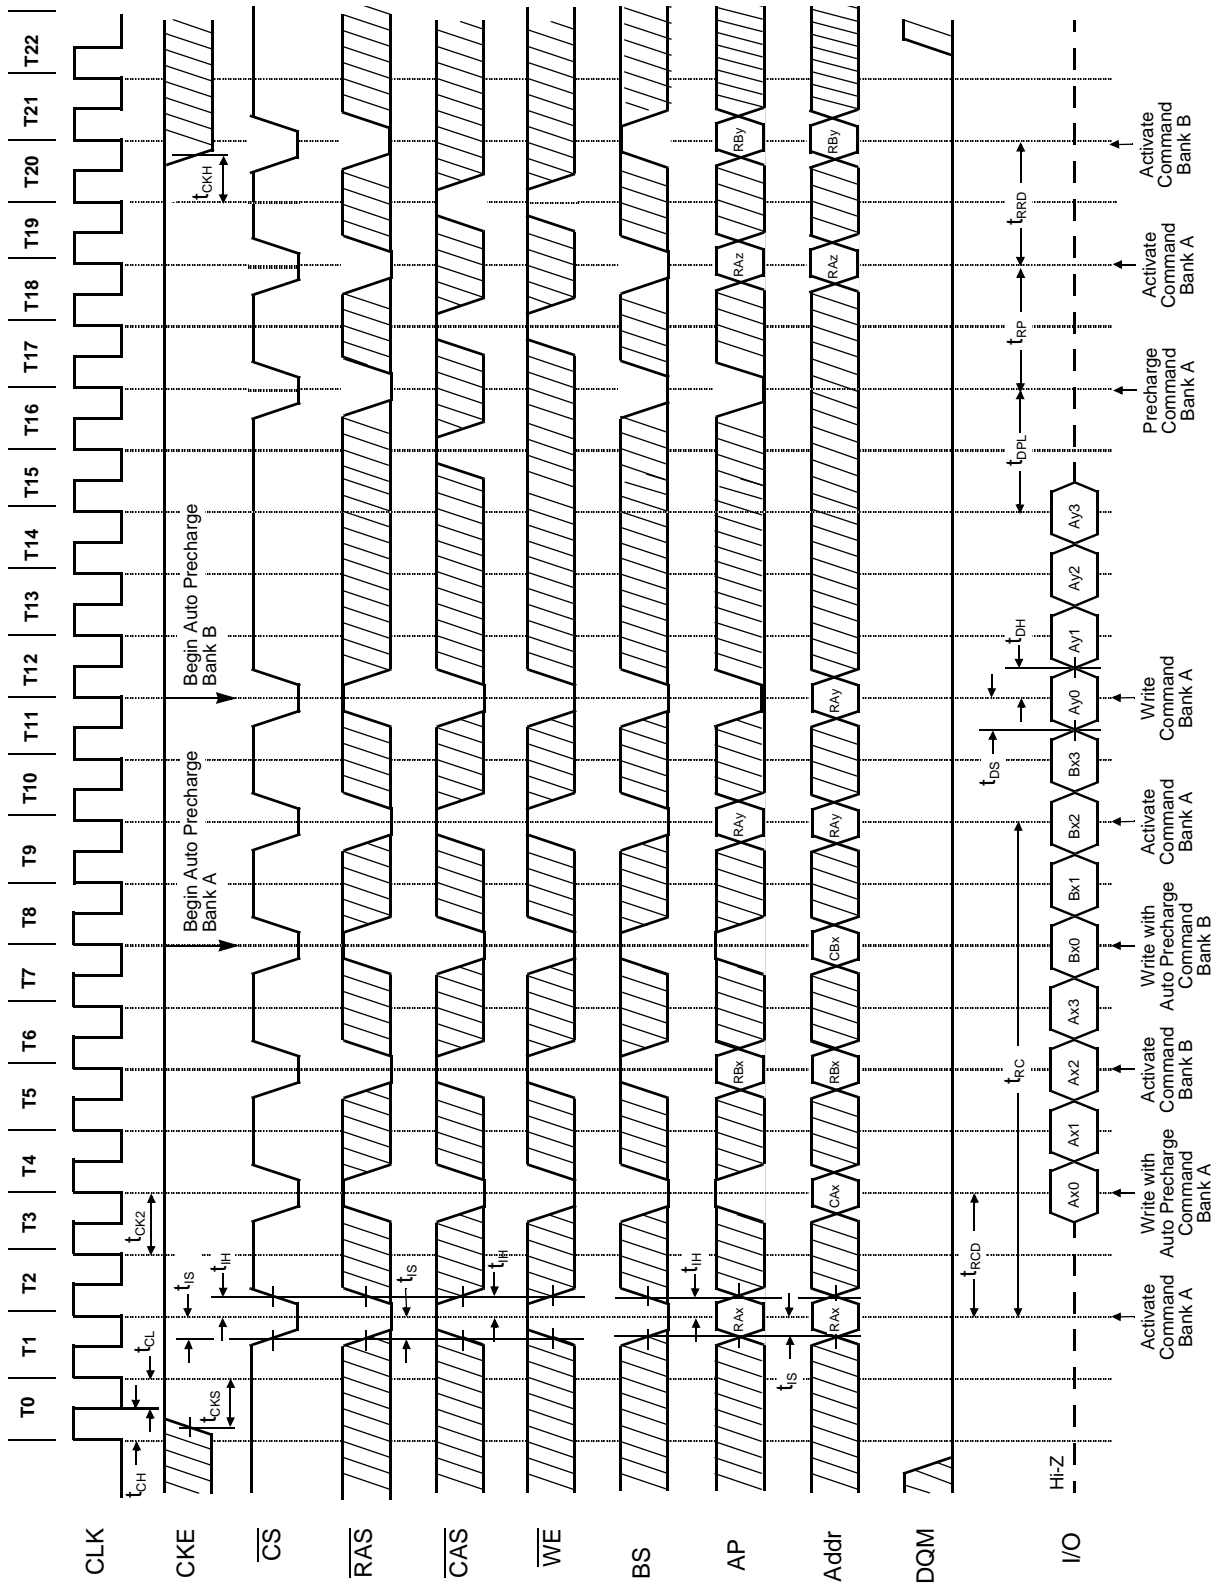 T0 T1 T2 T3 T4 T5 T6 T7 T8 T9 T10 T11 T12 T13 T14 T15 T16 T17 T18 T19 T20 T21 T22
CLK
tCH
tCL
tCK2
Begin Auto Precharge
Bank A
Begin Auto Precharge
Bank B
CKE
tCKS
tIS
tIH
tCKH
CS
RAS
tIS
CAS
tIH
WE
BS
tIH
AP
RAx
RBx
RAy
RAz
RBy
tIS
Addr
RAx
CAx
RBx
CBx
RAy
RAy
RAz
RBy
DQM
tRCD
tDS
tDH
tRC
tDPL
tRP
tRRD
I/O
Hi-Z
Ax0
Ax1
Ax2
Ax3
Bx0
Bx1
Bx2
Bx3
Ay0
Ay1
Ay2
Ay3
Activate
Command
Bank A
Write with
Auto Precharge
Command
Bank A
Activate
Command
Bank B
Write with
Auto Precharge
Command
Bank B
Activate
Command
Bank A
Write
Command
Bank A
Precharge
Command
Bank A
Activate
Command
Bank A
Activate
Command
Bank B